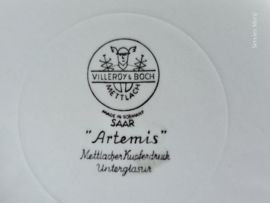 VILLEROY & BOCH
METTLACH
MADE IN GERMANY
SAAR
"Artemis"
Mettlacher Kupferdruck
Unterglasur